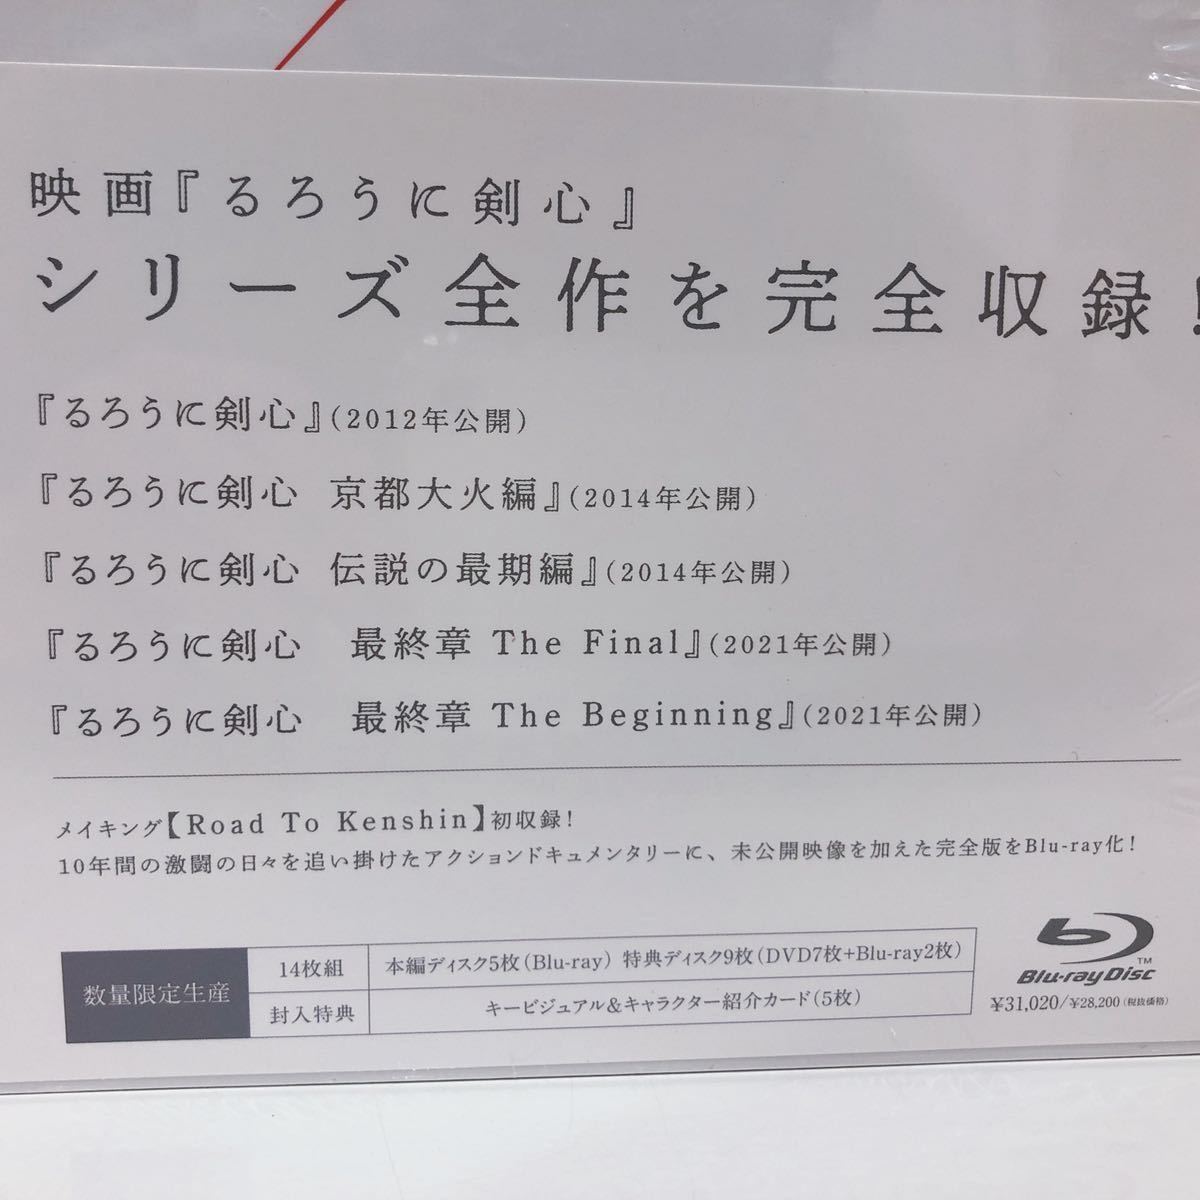 映画『るろうに剣心』
シリーズ全作を完全収録!
『るろうに剣心』(2012年公開)
『るろうに剣心 京都大火編』(2014年公開)
『るろうに剣心 伝説の最期編』(2014年公開)
『るろうに剣心　最終章 The Final』(2021年公開)
『るろうに剣心　最終章 The Beginning』(2021年公開)
メイキング【Road To Kenshin】初収録!
10年間の激闘の日々を追い掛けたアクションドキュメンタリーに、未公開映像を加えた完全版をBlu-ray化!
数量限定生産
14枚組 本編ディスク5枚(Blu-ray) 特典ディスク9枚(DVD7枚+Blu-ray2枚)
封入特典 キービジュアル&キャラクター紹介カード(5枚)
Blu-ray Disc™
¥31,020/¥28,200(税抜価格)